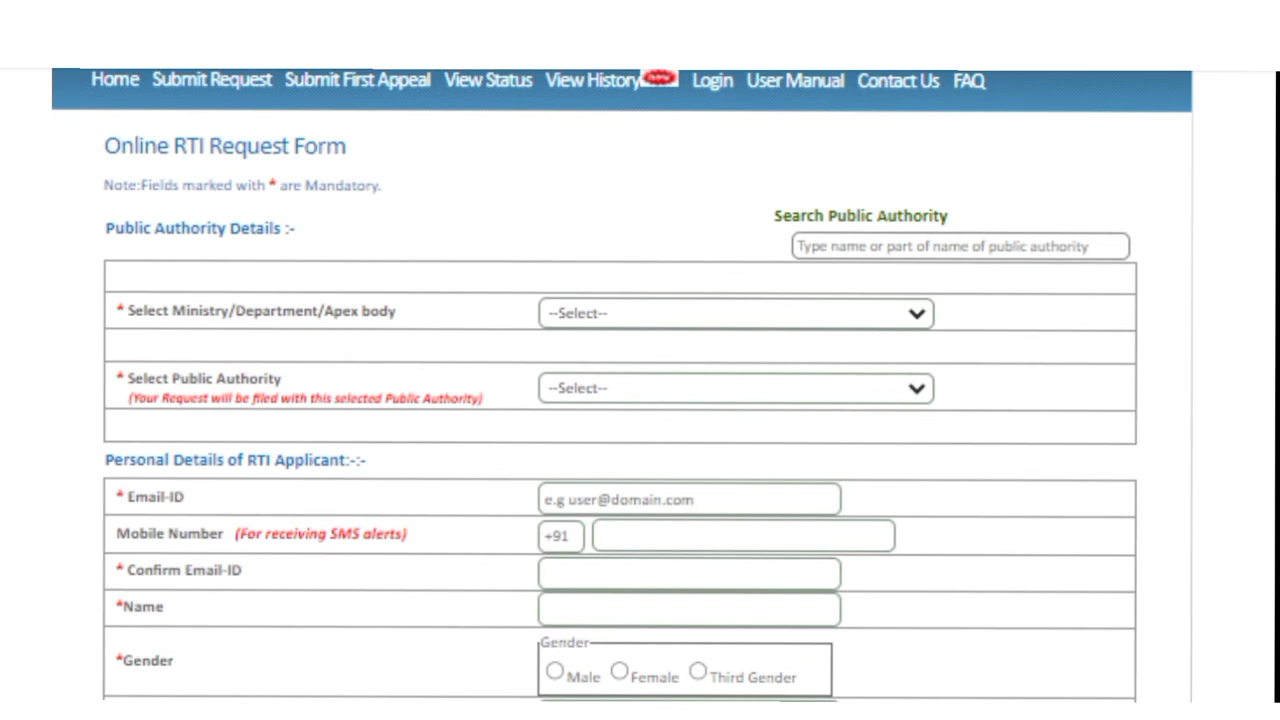 Home Submit Request Submit First Appeal View Status View History new Login User Manual Contact Us FAQ
Online RTI Request Form
Note:Fields marked with * are Mandatory.
Search Public Authority
Public Authority Details :-
Type name or part of name of public authority
* Select Ministry/Department/Apex body --Select--
* Select Public Authority --Select--
(Your Request will be filed with this selected Public Authority)
Personal Details of RTI Applicant:-:-
* Email-ID e.g user@domain.com
Mobile Number (For receiving SMS alerts) +91
* Confirm Email-ID
*Name
Gender
*Gender
Male Female Third Gender